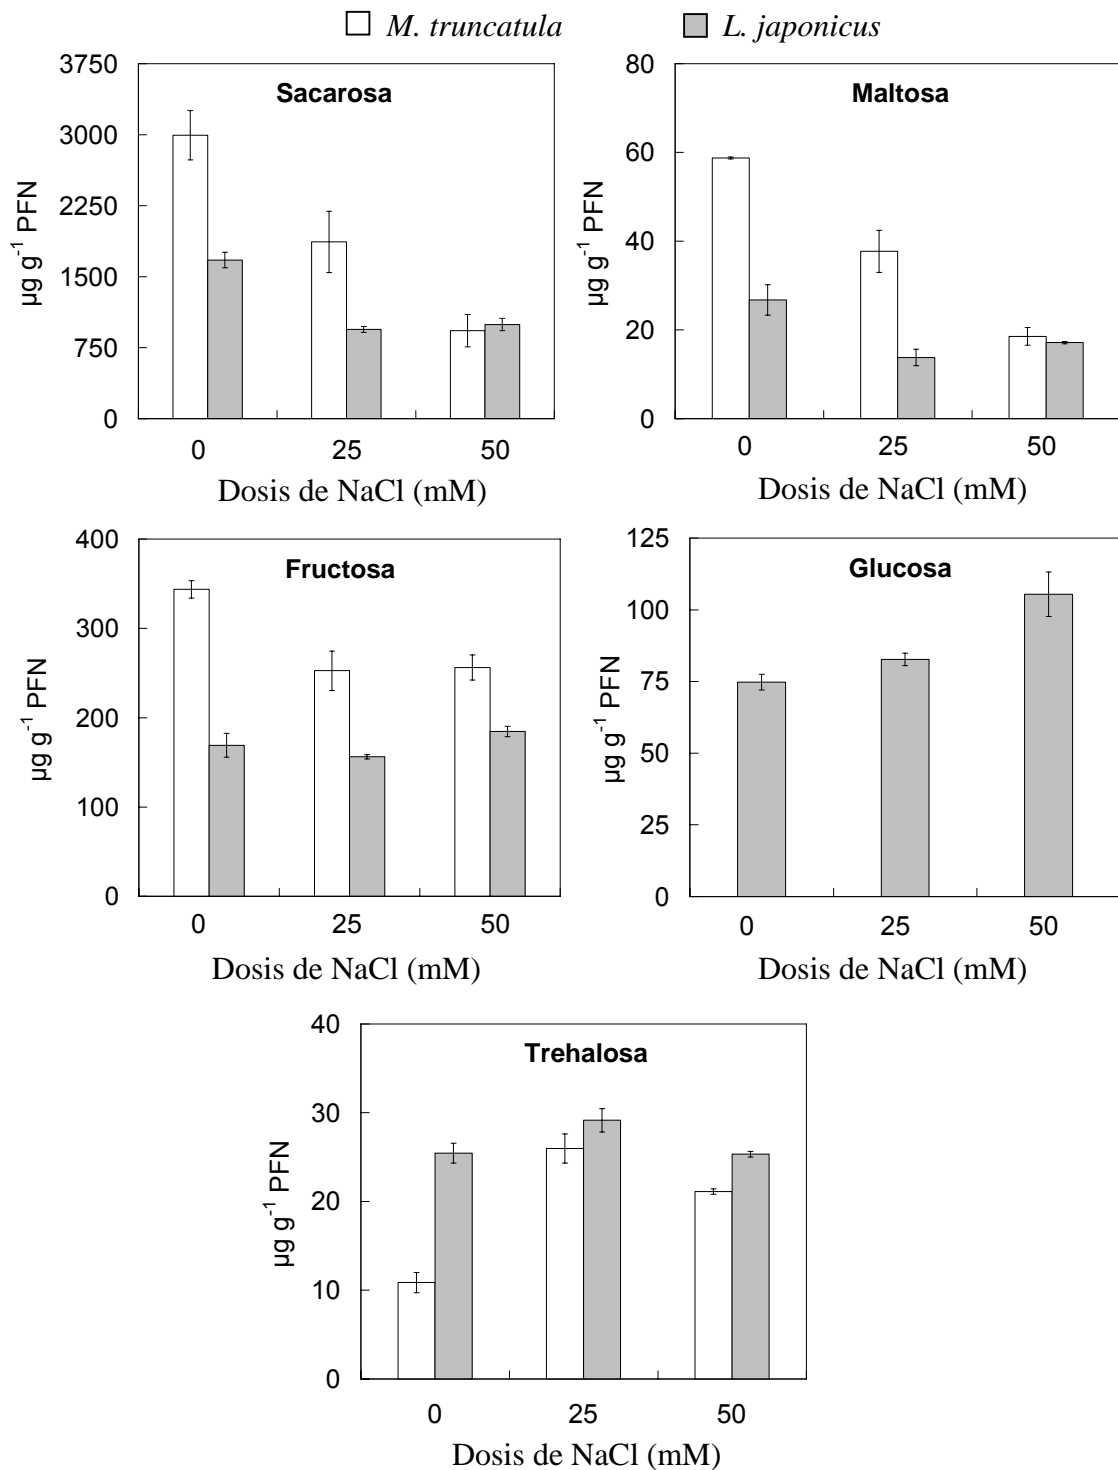 M. truncatula L. japonicus
Sacarosa
3750
3000
2250
1500
750
0
µg g-1 PFN
0 25 50
Dosis de NaCl (mM)
Maltosa
80
60
40
20
0
µg g-1 PFN
0 25 50
Dosis de NaCl (mM)
Fructosa
400
300
200
100
0
µg g-1 PFN
0 25 50
Dosis de NaCl (mM)
Glucosa
125
100
75
50
25
0
µg g-1 PFN
0 25 50
Dosis de NaCl (mM)
Trehalosa
40
30
20
10
0
µg g-1 PFN
0 25 50
Dosis de NaCl (mM)